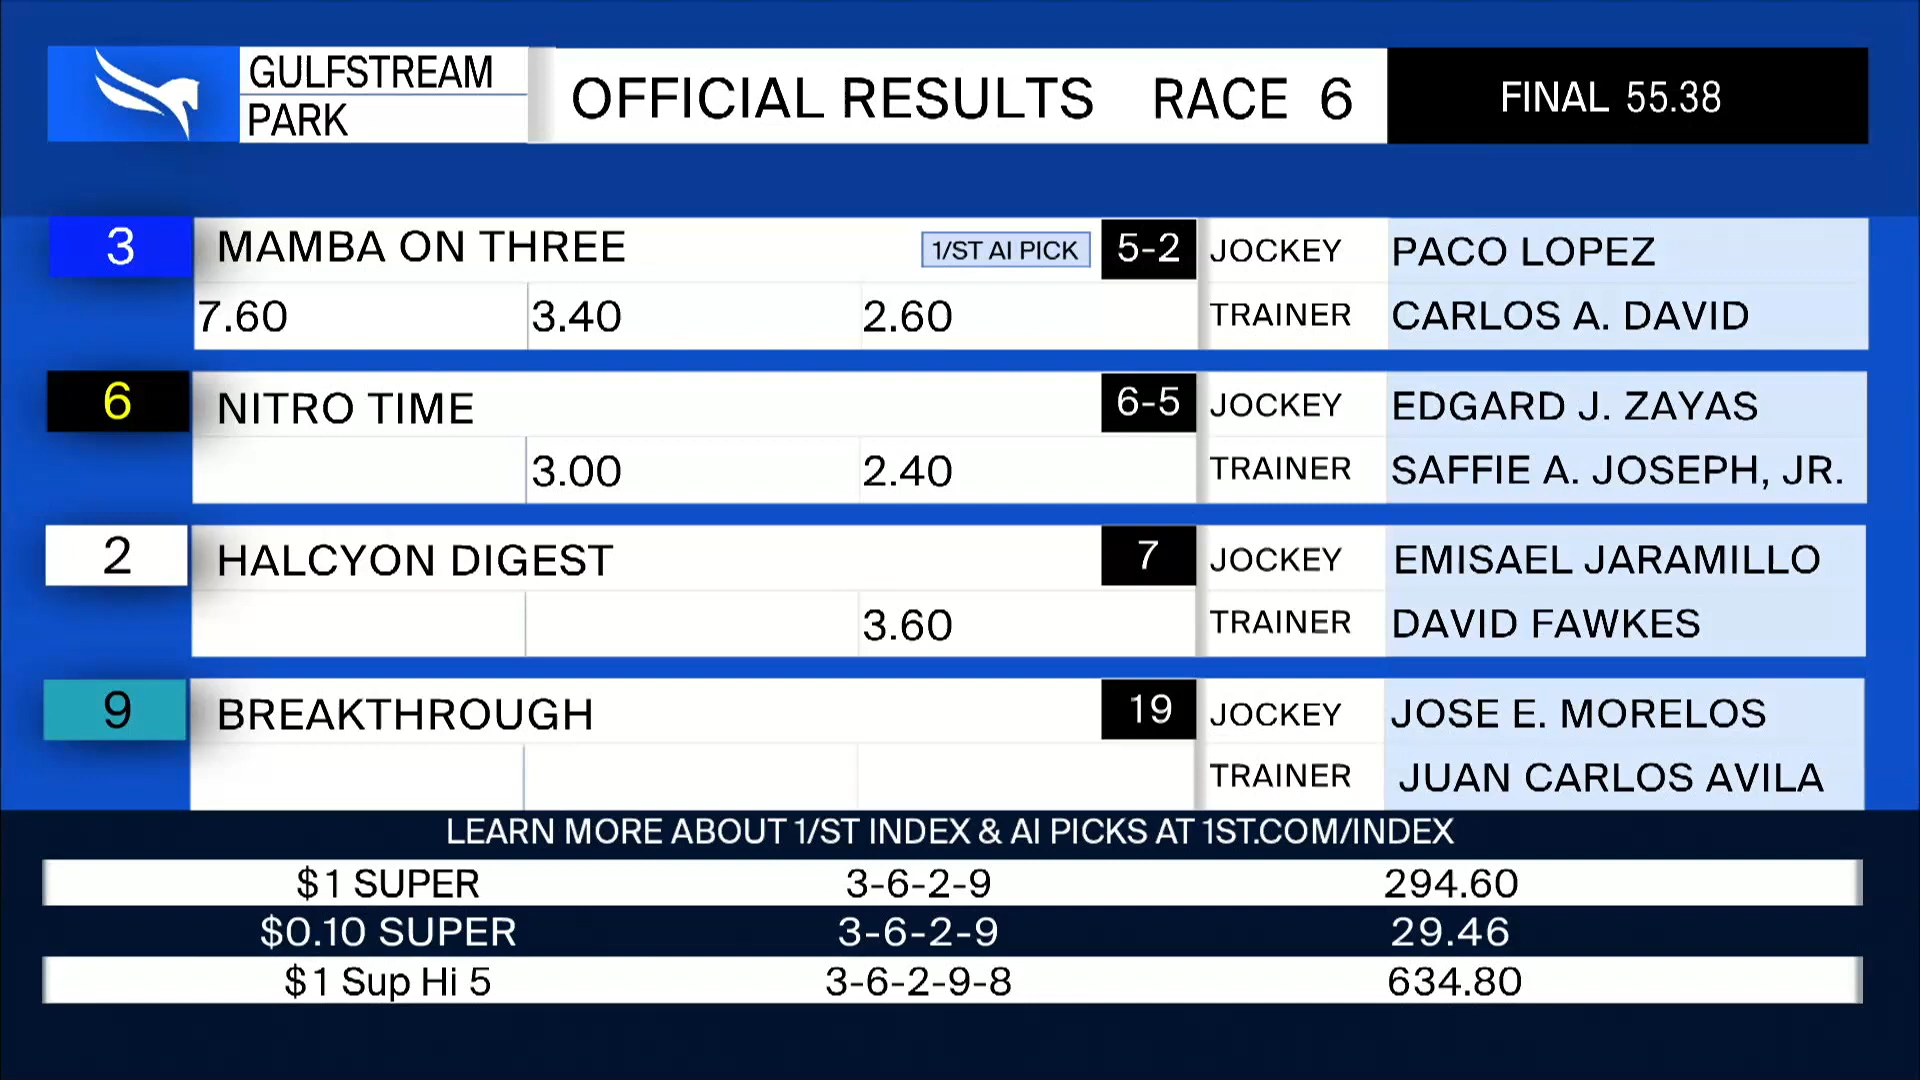 GULFSTREAM
PARK
OFFICIAL RESULTS RACE 6
FINAL 55.38
3 MAMBA ON THREE 1/ST AI PICK 5-2 JOCKEY PACO LOPEZ
7.60 3.40 2.60 TRAINER CARLOS A. DAVID
6 NITRO TIME 6-5 JOCKEY EDGARD J. ZAYAS
3.00 2.40 TRAINER SAFFIE A. JOSEPH, JR.
2 HALCYON DIGEST 7 JOCKEY EMISAEL JARAMILLO
3.60 TRAINER DAVID FAWKES
9 BREAKTHROUGH 19 JOCKEY JOSE E. MORELOS
TRAINER JUAN CARLOS AVILA
LEARN MORE ABOUT 1/ST INDEX & AI PICKS AT 1ST.COM/INDEX
$1 SUPER 3-6-2-9 294.60
$0.10 SUPER 3-6-2-9 29.46
$1 Sup Hi 5 3-6-2-9-8 634.80